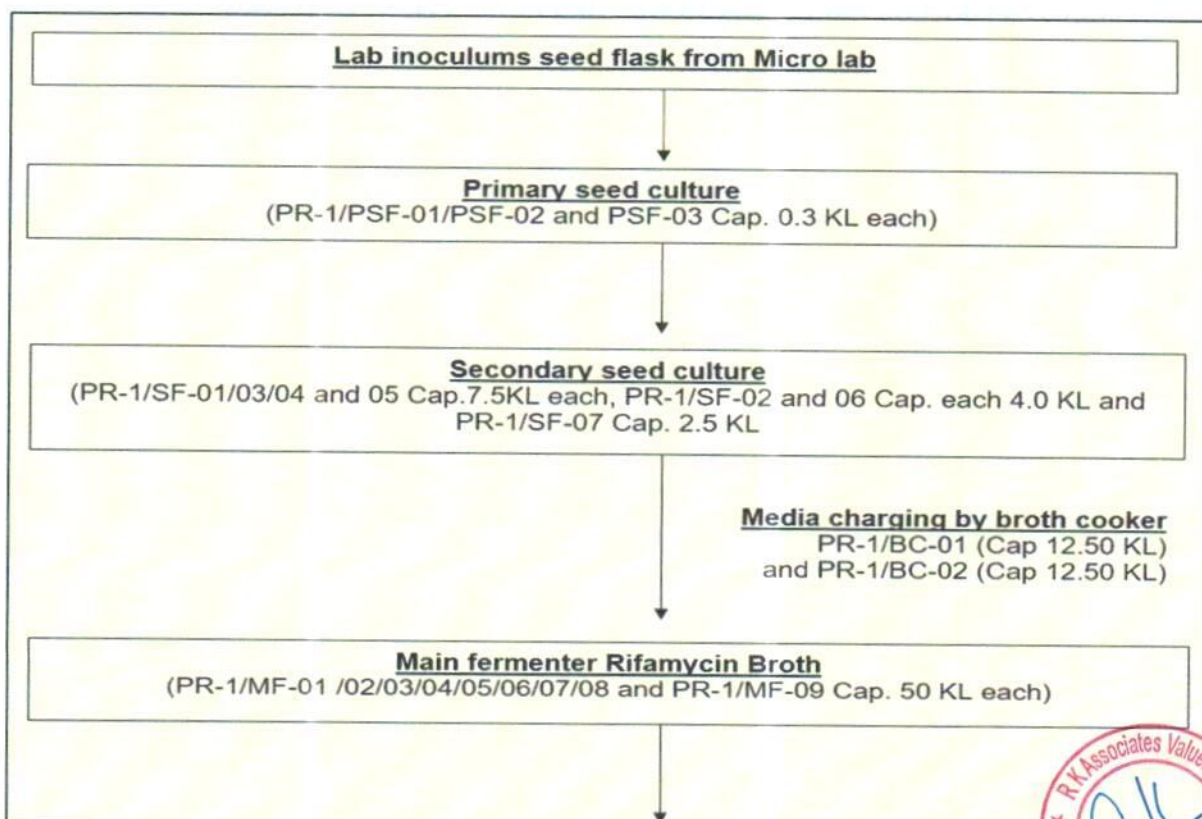 Lab inoculums seed flask from Micro lab
Primary seed culture
(PR-1/PSF-01/PSF-02 and PSF-03 Cap. 0.3 KL each)
Secondary seed culture
(PR-1/SF-01/03/04 and 05 Cap.7.5KL each, PR-1/SF-02 and 06 Cap. each 4.0 KL and
PR-1/SF-07 Cap. 2.5 KL
Media charging by broth cooker
PR-1/BC-01 (Cap 12.50 KL)
and PR-1/BC-02 (Cap 12.50 KL)
Main fermenter Rifamycin Broth
(PR-1/MF-01 /02/03/04/05/06/07/08 and PR-1/MF-09 Cap. 50 KL each)
R K Associates